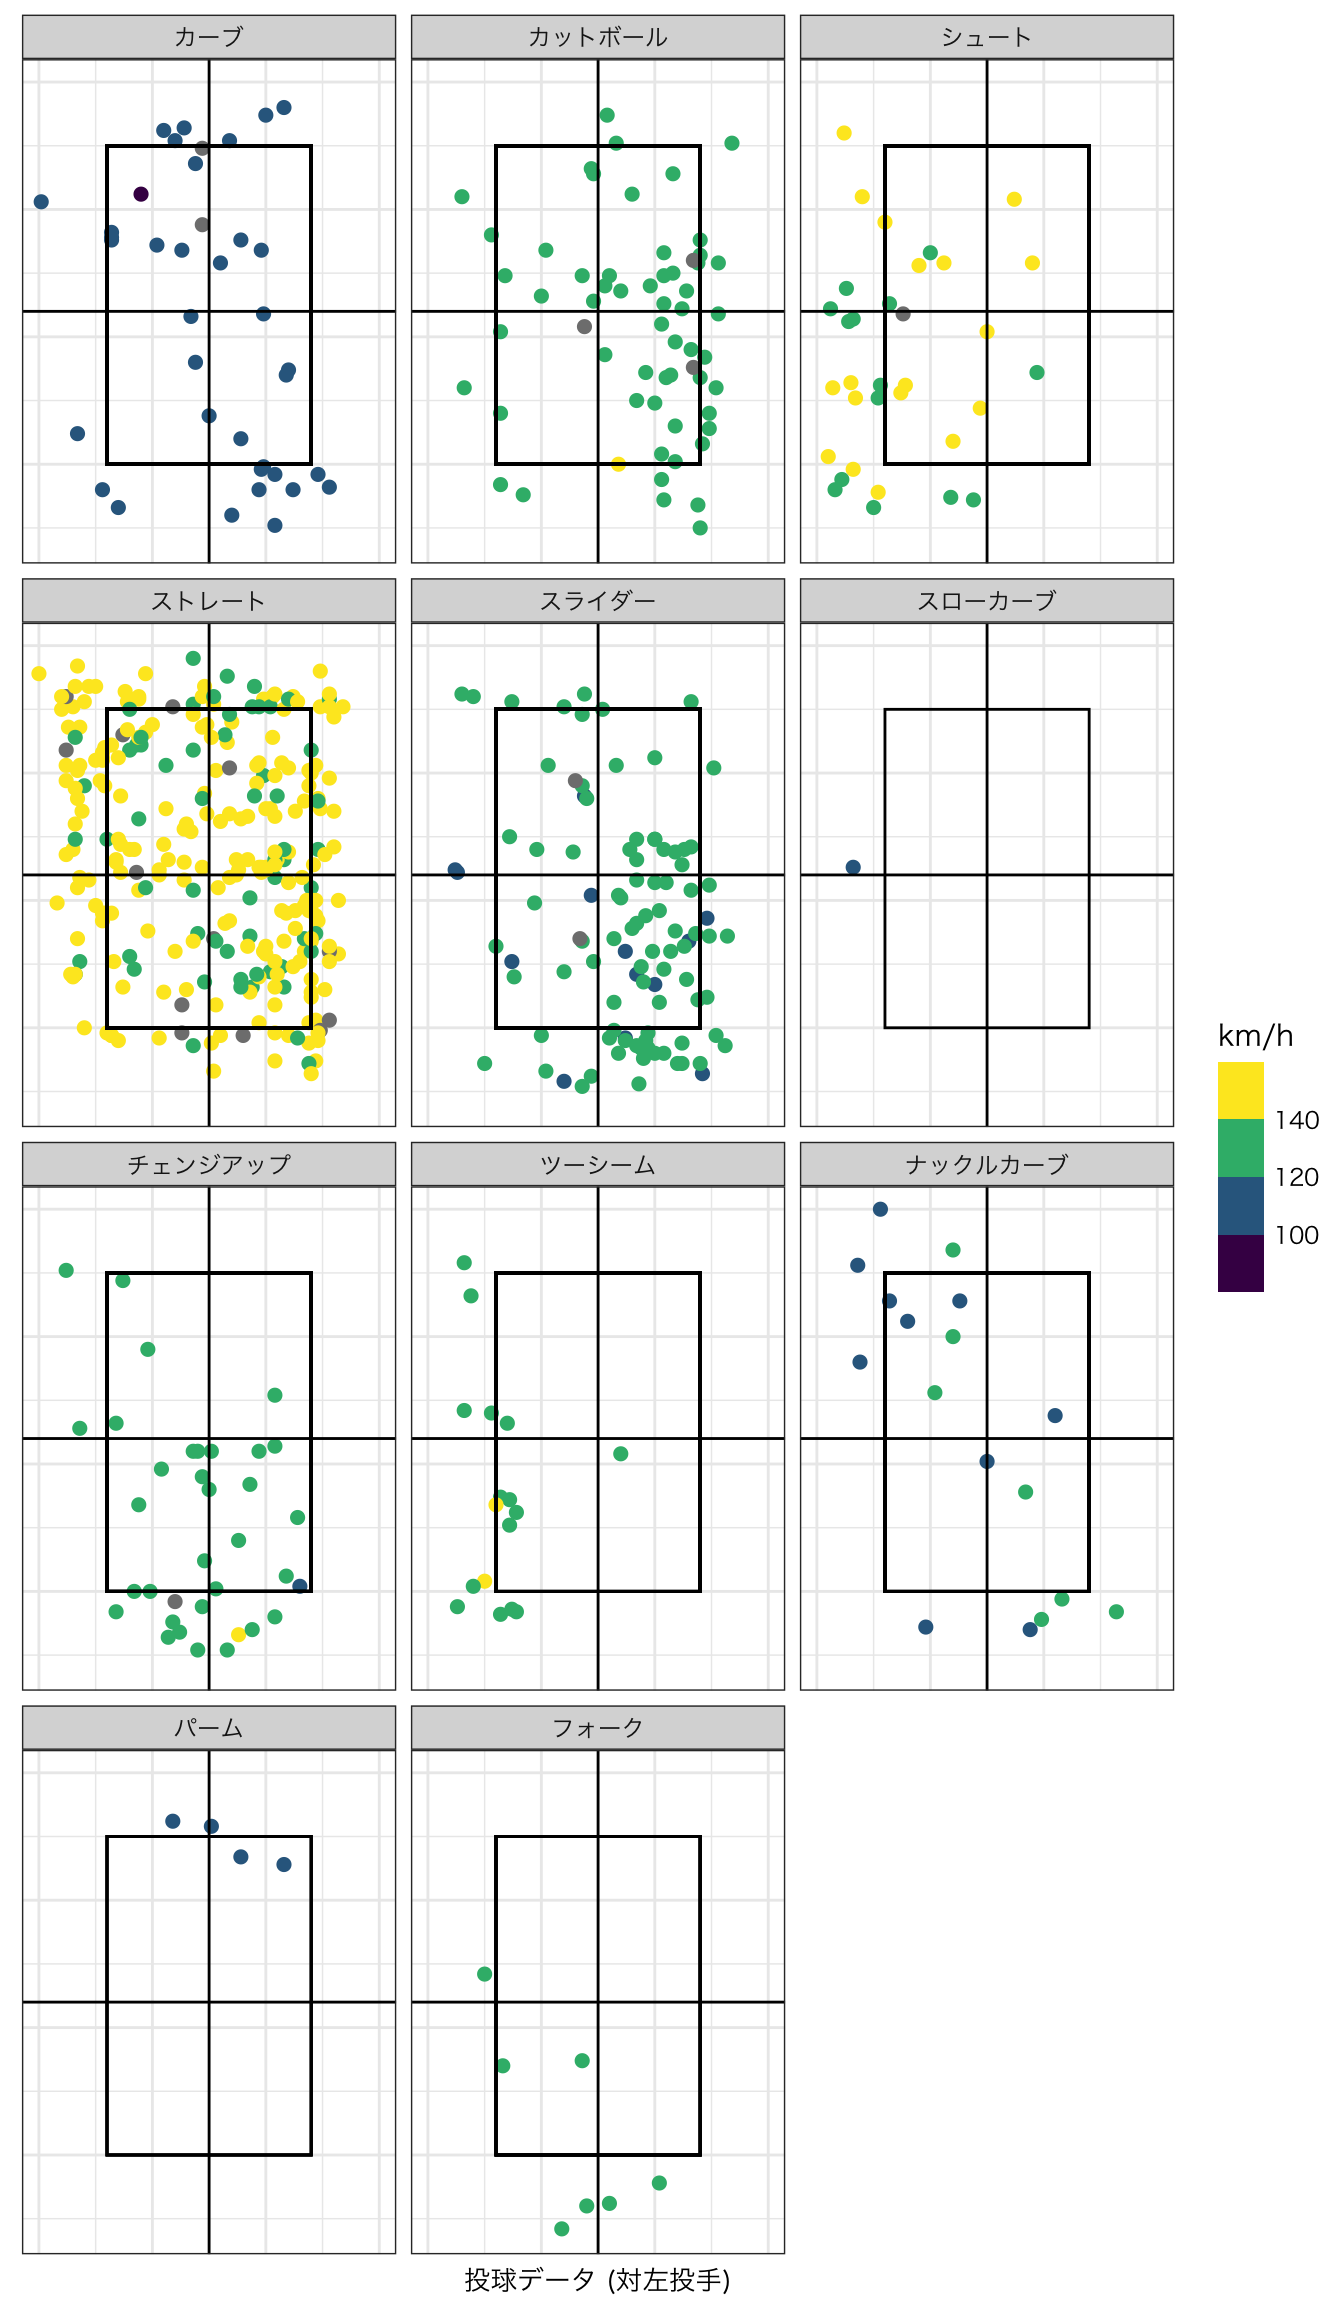 カーブ
カットボール
シュート
ストレート
スライダー
スローカーブ
チェンジアップ
ツーシーム
ナックルカーブ
パーム
フォーク
km/h
140
120
100
投球データ (対左投手)